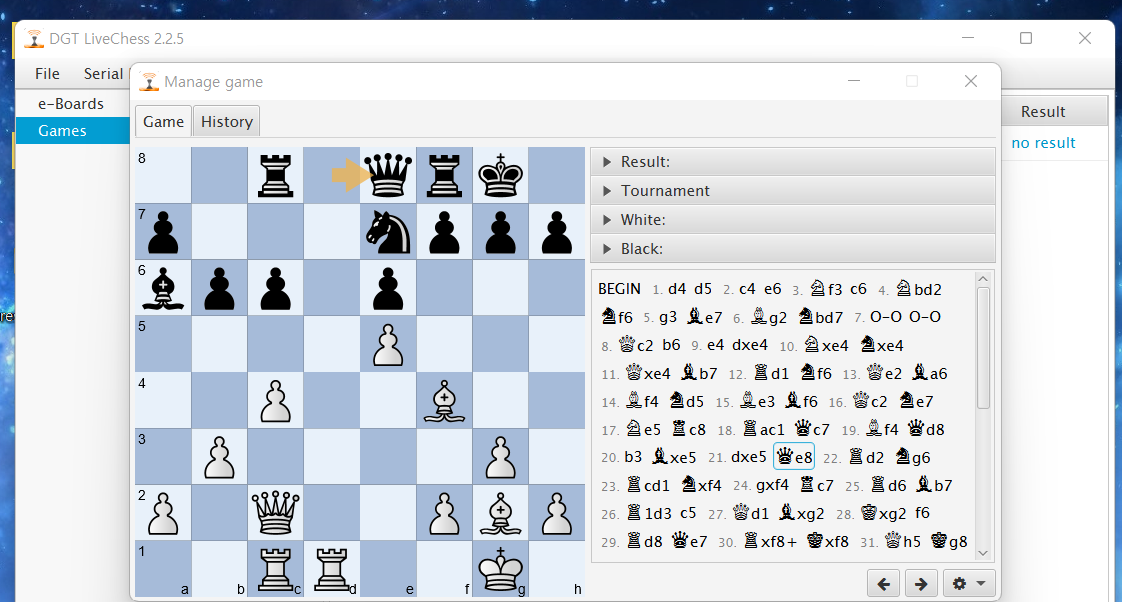 DGT LiveChess 2.2.5
File Serial
Manage game
e-Boards
Games
Game History
Result
no result
Result:
Tournament
White:
Black:
8
7
6
5
4
3
2
1
a b c d e f g h
BEGIN 1. d4 d5 2. c4 e6 3. ♘f3 c6 4. ♘bd2
♞f6 5. g3 ♝e7 6. ♗g2 ♞bd7 7. O-O O-O
8. ♕c2 b6 9. e4 dxe4 10. ♘xe4 ♞xe4
11. ♕xe4 ♝b7 12. ♖d1 ♞f6 13. ♕e2 ♝a6
14. ♗f4 ♞d5 15. ♗e3 ♝f6 16. ♕c2 ♞e7
17. ♘e5 ♜c8 18. ♖ac1 ♛c7 19. ♗f4 ♛d8
20. b3 ♝xe5 21. dxe5 ♛e8 22. ♖d2 ♞g6
23. ♖cd1 ♞xf4 24. gxf4 ♜c7 25. ♖d6 ♝b7
26. ♖1d3 c5 27. ♕d1 ♝xg2 28. ♔xg2 f6
29. ♖d8 ♛e7 30. ♖xf8+ ♚xf8 31. ♕h5 ♚g8
re